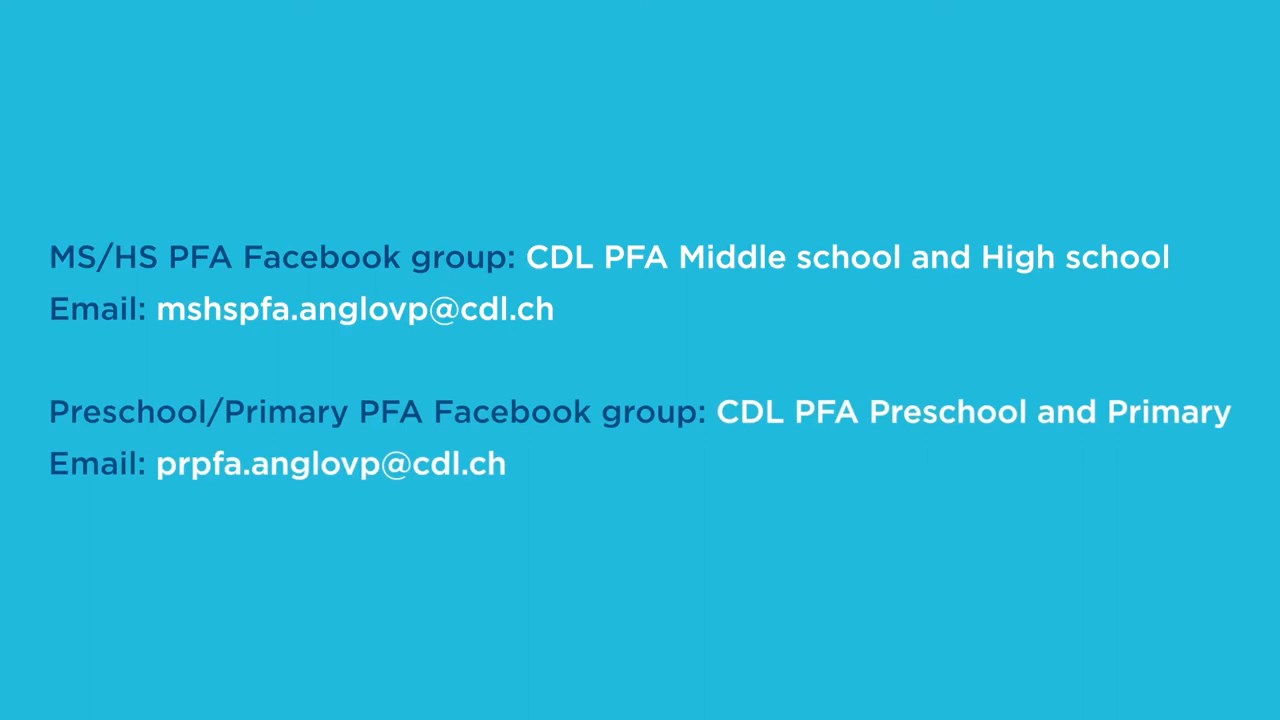 MS/HS PFA Facebook group: CDL PFA Middle school and High school
Email: mshspfa.anglovp@cdl.ch
Preschool/Primary PFA Facebook group: CDL PFA Preschool and Primary
Email: prpfa.anglovp@cdl.ch